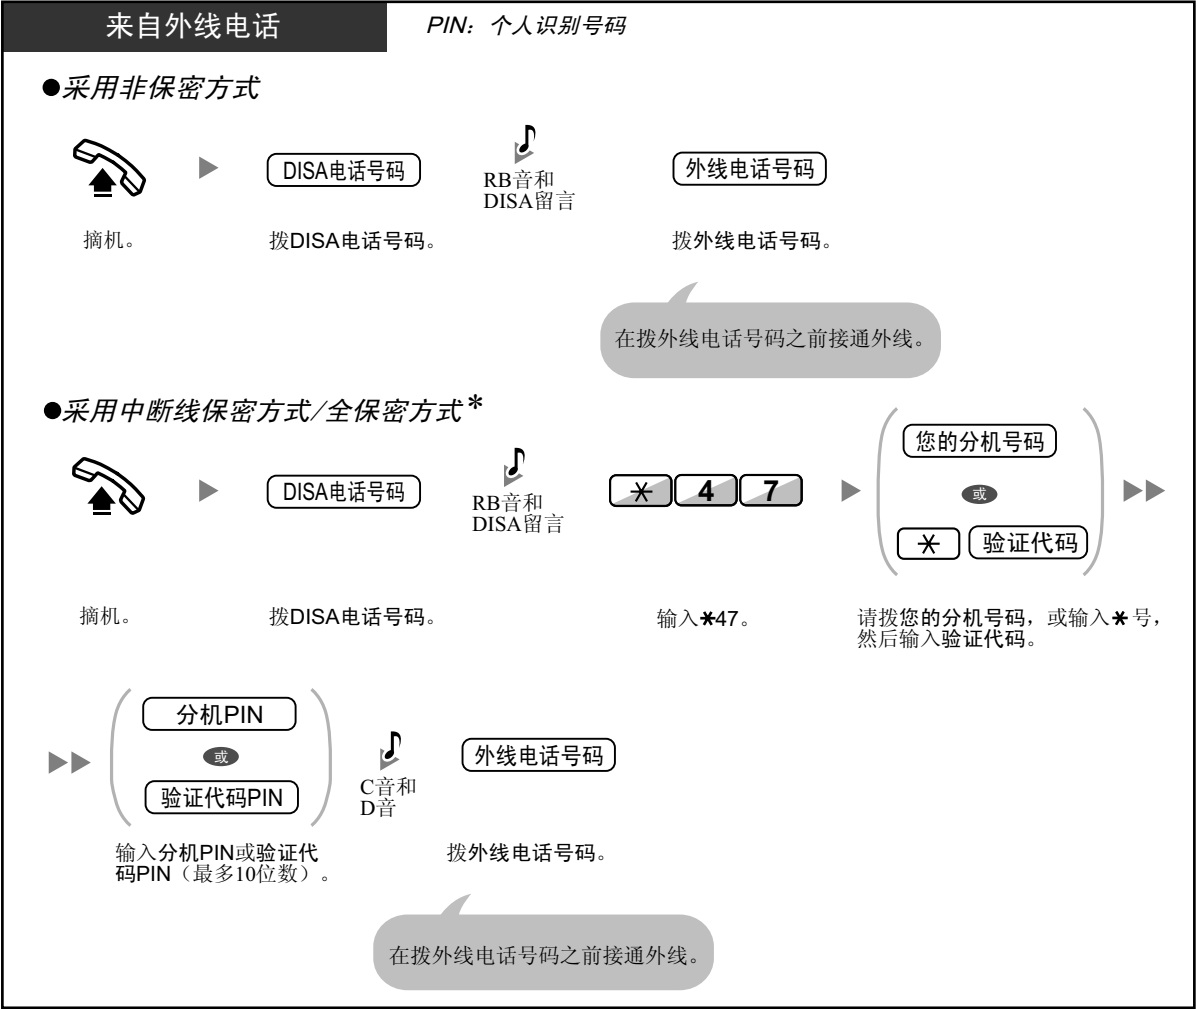 来自外线电话
PIN：个人识别号码
●采用非保密方式
DISA电话号码
RB音和
DISA留言
外线电话号码
摘机。
拨DISA电话号码。
拨外线电话号码。
在拨外线电话号码之前接通外线。
●采用中断线保密方式/全保密方式*
DISA电话号码
RB音和
DISA留言
* 4 7
您的分机号码
或
* 验证代码
摘机。
拨DISA电话号码。
输入*47。
请拨您的分机号码，或输入*号，
然后输入验证代码。
分机PIN
或
验证代码PIN
C音和
D音
外线电话号码
输入分机PIN或验证代
码PIN（最多10位数）。
拨外线电话号码。
在拨外线电话号码之前接通外线。